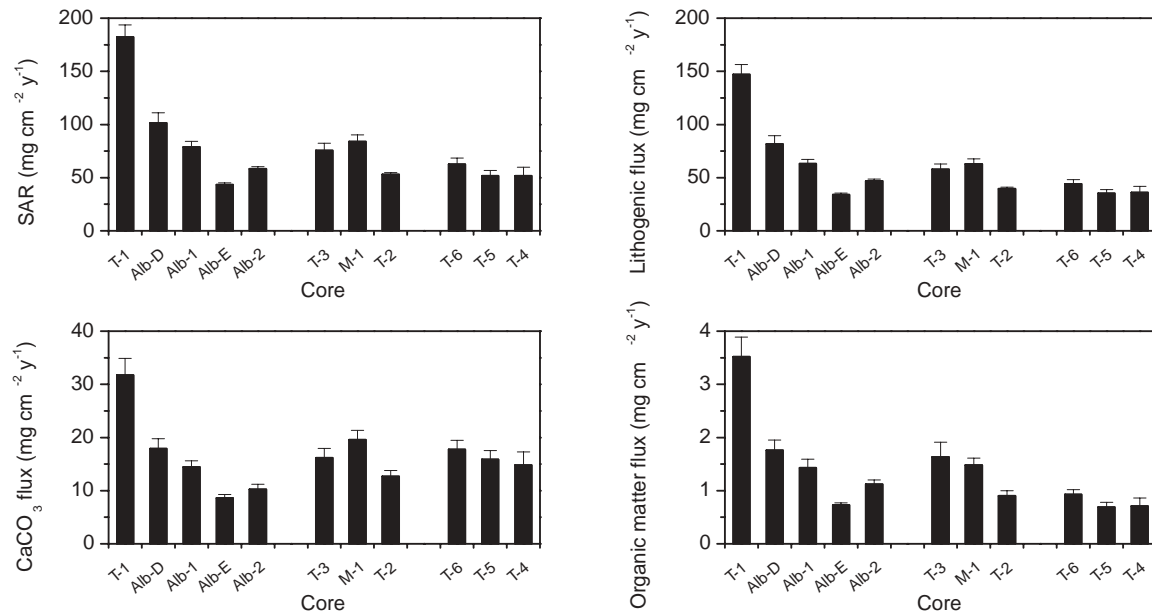 200
150
100
50
0
SAR (mg cm⁻² y⁻¹)
T-1 Alb-D Alb-1 Alb-E Alb-2 T-3 M-1 T-2 T-6 T-5 T-4
Core
200
150
100
50
0
Lithogenic flux (mg cm⁻² y⁻¹)
T-1 Alb-D Alb-1 Alb-E Alb-2 T-3 M-1 T-2 T-6 T-5 T-4
Core
40
30
20
10
0
CaCO₃ flux (mg cm⁻² y⁻¹)
T-1 Alb-D Alb-1 Alb-E Alb-2 T-3 M-1 T-2 T-6 T-5 T-4
Core
4
3
2
1
0
Organic matter flux (mg cm⁻² y⁻¹)
T-1 Alb-D Alb-1 Alb-E Alb-2 T-3 M-1 T-2 T-6 T-5 T-4
Core